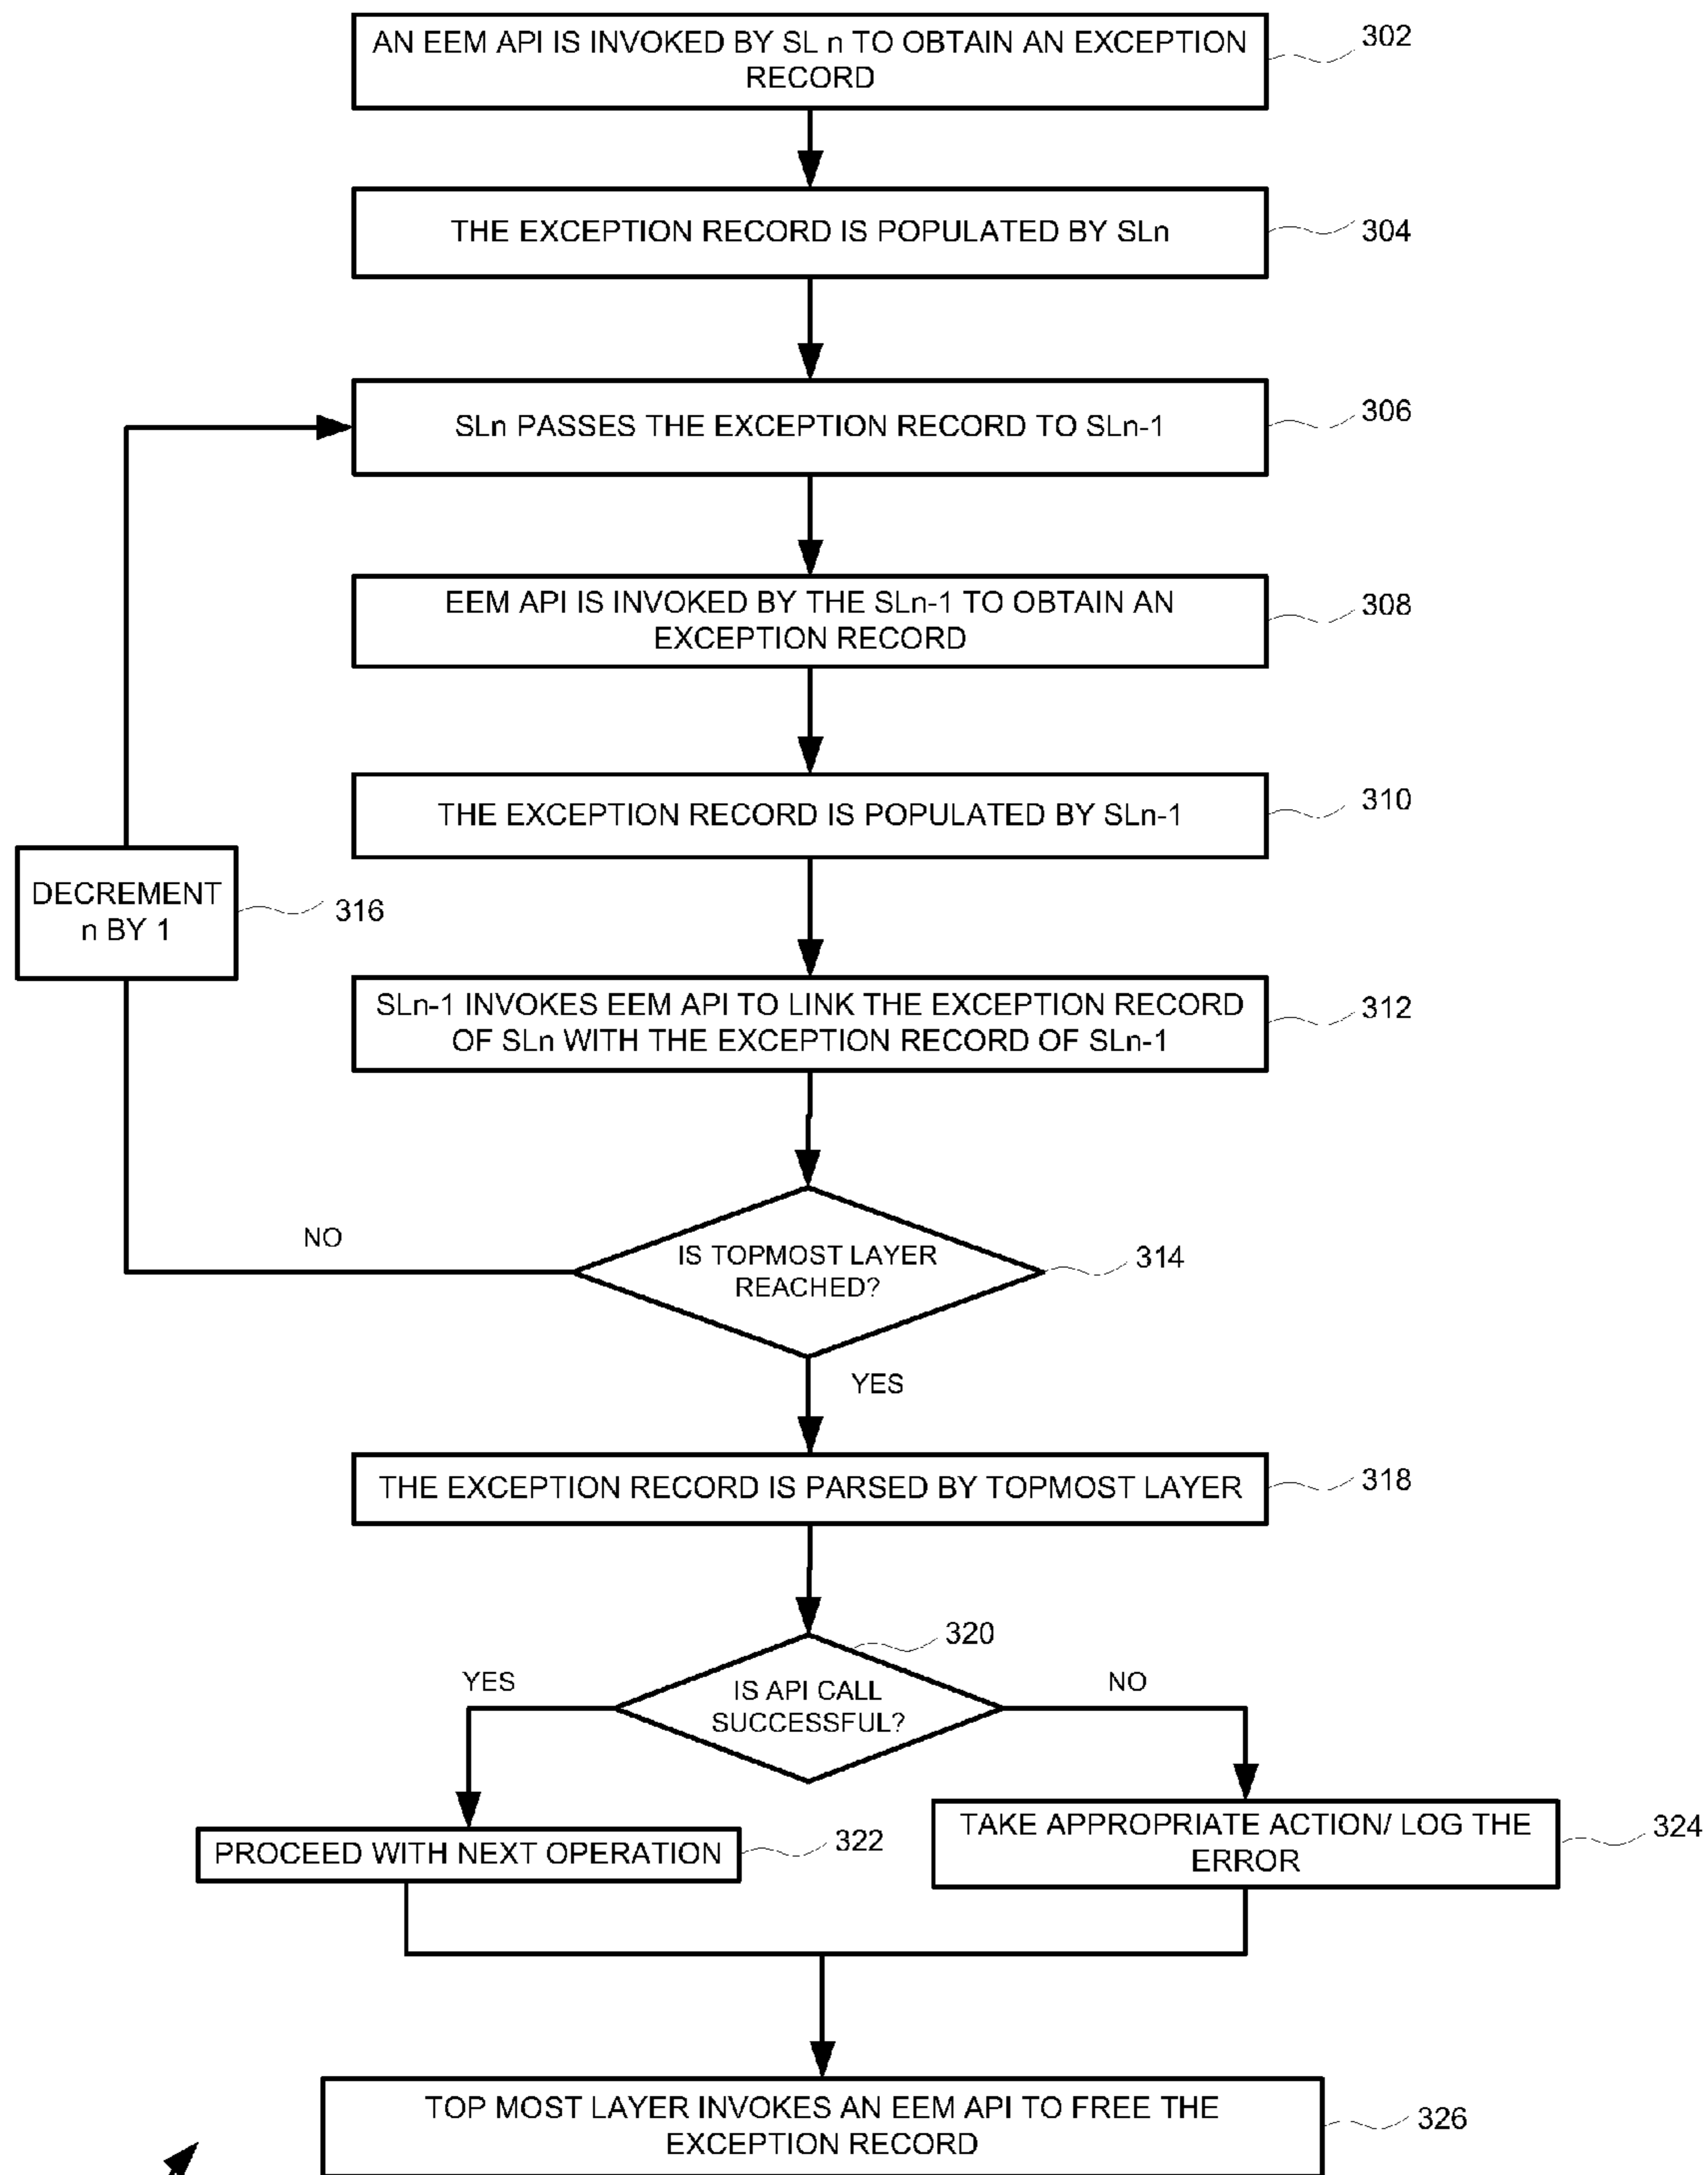 AN EEM API IS INVOKED BY SL n TO OBTAIN AN EXCEPTION
RECORD
302
THE EXCEPTION RECORD IS POPULATED BY SLn
304
SLn PASSES THE EXCEPTION RECORD TO SLn-1
306
EEM API IS INVOKED BY THE SLn-1 TO OBTAIN AN
EXCEPTION RECORD
308
THE EXCEPTION RECORD IS POPULATED BY SLn-1
310
DECREMENT
n BY 1
316
SLn-1 INVOKES EEM API TO LINK THE EXCEPTION RECORD
OF SLn WITH THE EXCEPTION RECORD OF SLn-1
312
NO
IS TOPMOST LAYER
REACHED?
314
YES
THE EXCEPTION RECORD IS PARSED BY TOPMOST LAYER
318
320
YES
IS API CALL
SUCCESSFUL?
NO
PROCEED WITH NEXT OPERATION
322
TAKE APPROPRIATE ACTION/ LOG THE
ERROR
324
TOP MOST LAYER INVOKES AN EEM API TO FREE THE
EXCEPTION RECORD
326